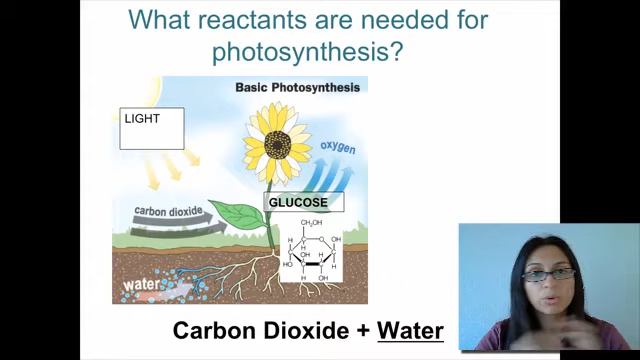 What reactants are needed for
photosynthesis?
Basic Photosynthesis
LIGHT
oxygen
GLUCOSE
carbon dioxide
CH₂OH
H
O
OH
C
H
C
OH
H
C
HO
C
C
H
H
OH
water
Carbon Dioxide + Water